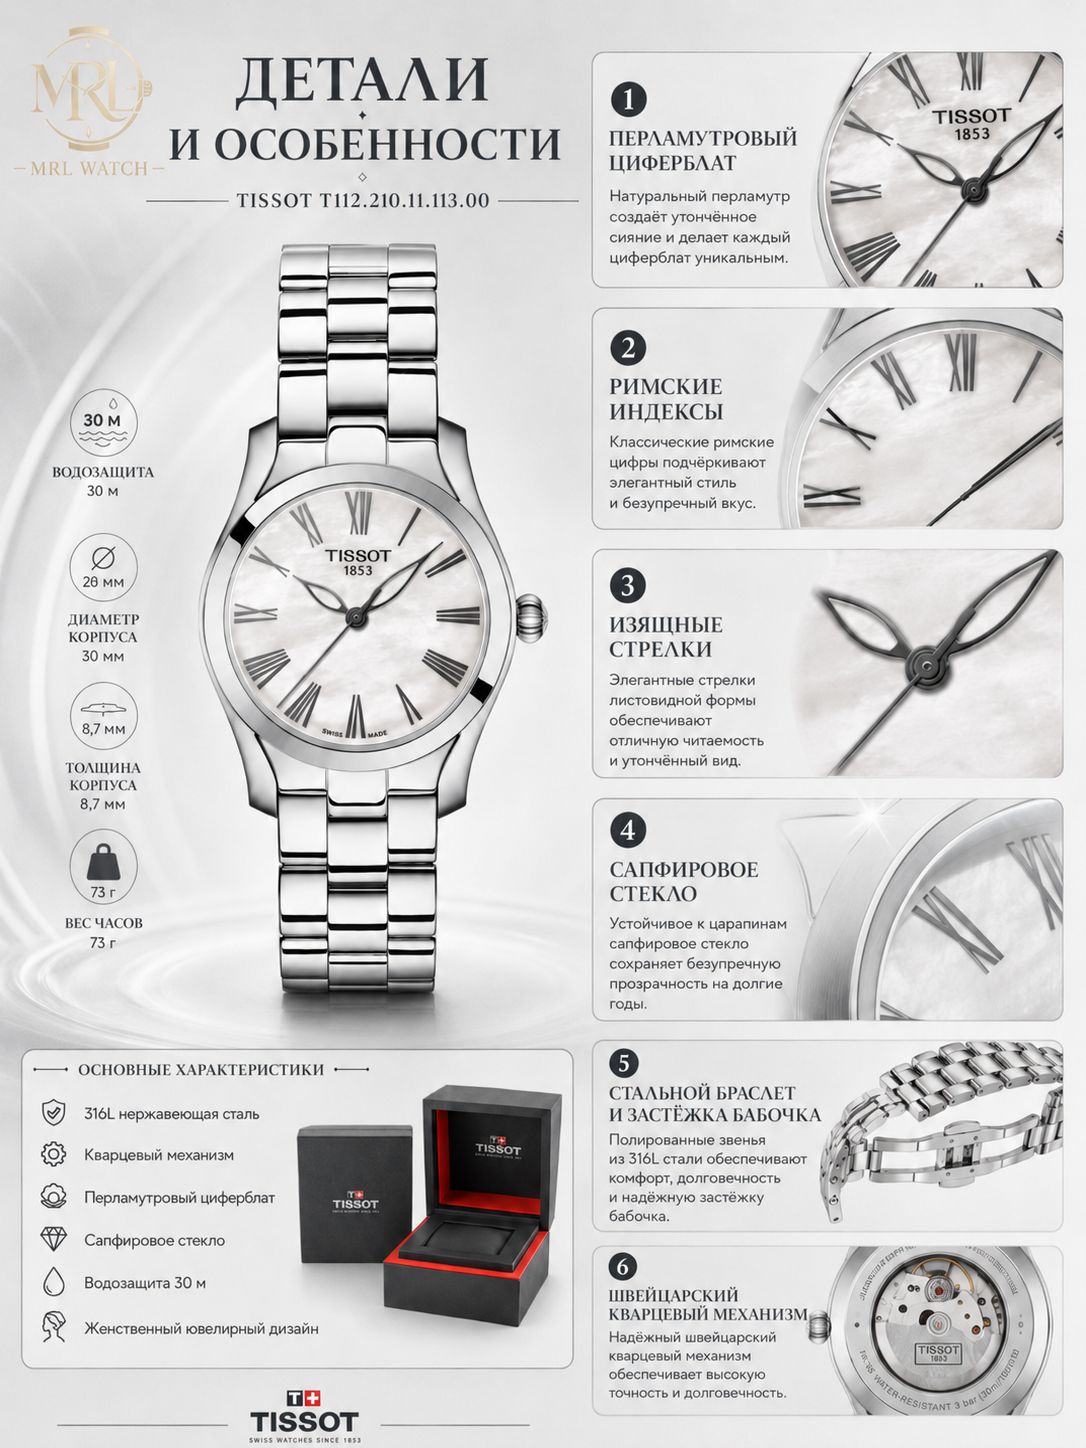 MRL
MRL WATCH
ДЕТАЛИ
И ОСОБЕННОСТИ
TISSOT T112.210.11.113.00
30 м
ВОДОЗАЩИТА
30 м
28 мм
ДИАМЕТР
КОРПУСА
30 мм
8,7 мм
ТОЛЩИНА
КОРПУСА
8,7 мм
73 г
ВЕС ЧАСОВ
73 г
TISSOT
1853
SWISS MADE
1
ПЕРЛАМУТРОВЫЙ
ЦИФЕРБЛАТ
Натуральный перламутр
создаёт утончённое
сияние и делает каждый
циферблат уникальным.
TISSOT
1853
2
РИМСКИЕ
ИНДЕКСЫ
Классические римские
цифры подчёркивают
элегантный стиль
и безупречный вкус.
3
ИЗЯЩНЫЕ
СТРЕЛКИ
Элегантные стрелки
листовидной формы
обеспечивают
отличную читаемость
и утончённый вид.
4
САПФИРОВОЕ
СТЕКЛО
Устойчивое к царапинам
сапфировое стекло
сохраняет безупречную
прозрачность на долгие
годы.
5
СТАЛЬНОЙ БРАСЛЕТ
И ЗАСТЁЖКА БАБОЧКА
Полированные звенья
из 316L стали обеспечивают
комфорт, долговечность
и надёжную застёжку
бабочка.
6
ШВЕЙЦАРСКИЙ
КВАРЦЕВЫЙ МЕХАНИЗМ
Надёжный швейцарский
кварцевый механизм
обеспечивает высокую
точность и долговечность.
TISSOT
1853
WATER-RESISTANT 3 bar
ОСНОВНЫЕ ХАРАКТЕРИСТИКИ
316L нержавеющая сталь
Кварцевый механизм
Перламутровый циферблат
Сапфировое стекло
Водозащита 30 м
Женственный ювелирный дизайн
TISSOT
TISSOT
T+
TISSOT
SWISS WATCHES SINCE 1853